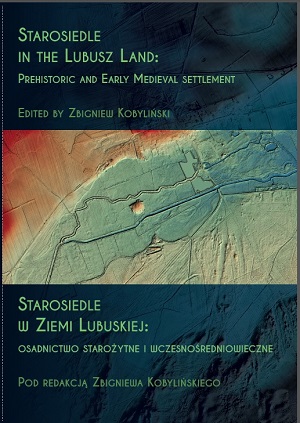 Starosiedle
in the Lubusz Land:
Prehistoric and Early Medieval settlement
Edited by Zbigniew Kobyliński
Starosiedle
w Ziemi Lubuskiej:
osadnictwo starożytne i wczesnośredniowieczne
Pod redakcją Zbigniewa Kobylińskiego